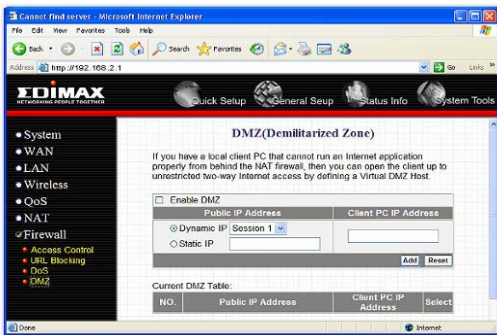 Cannot find server - Microsoft Internet Explorer
File Edit View Favorites Tools Help
Back Search Favorites
Address http://192.168.2.1 Go Links »
EDIMAX
NETWORKING PEOPLE TOGETHER
Quick Setup General Seup Status Info System Tools
System
WAN
LAN
Wireless
QoS
NAT
Firewall
Access Control
URL Blocking
DoS
DMZ
DMZ(Demilitarized Zone)
If you have a local client PC that cannot run an Internet application
properly from behind the NAT firewall, then you can open the client up to
unrestricted two-way Internet access by defining a Virtual DMZ Host.
Enable DMZ
Public IP Address Client PC IP Address
Dynamic IP Session 1
Static IP
Add Reset
Current DMZ Table:
NO. Public IP Address Client PC IP Address Select
Done Internet